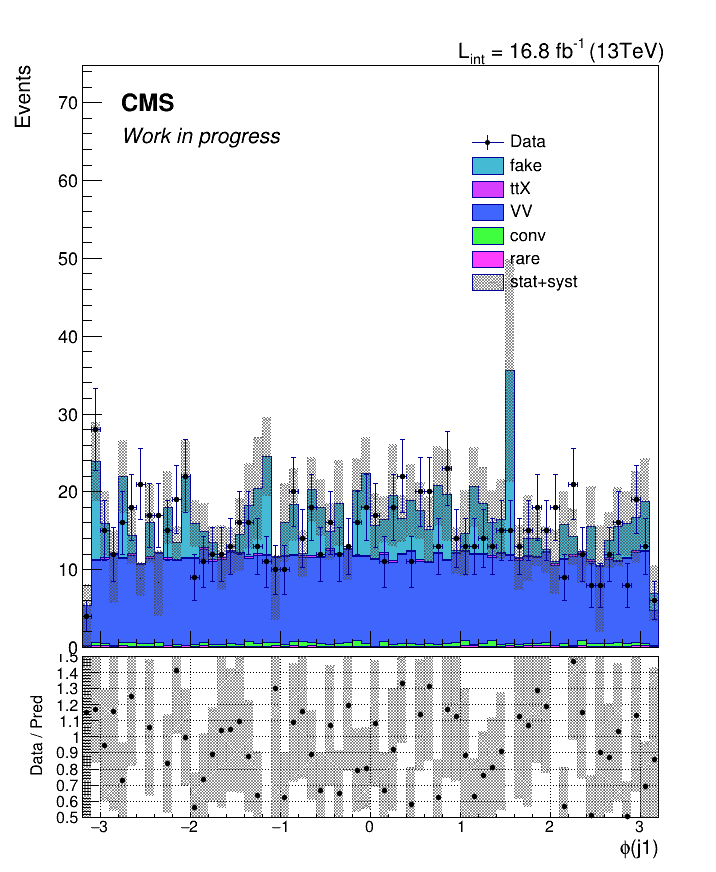 L_int = 16.8 fb^-1 (13TeV)
Events
CMS
Work in progress
Data
fake
ttX
VV
conv
rare
stat+syst
70
60
50
40
30
20
10
0
Data / Pred
1.5
1.4
1.3
1.2
1.1
1
0.9
0.8
0.7
0.6
0.5
−3 −2 −1 0 1 2 3
ϕ(j1)